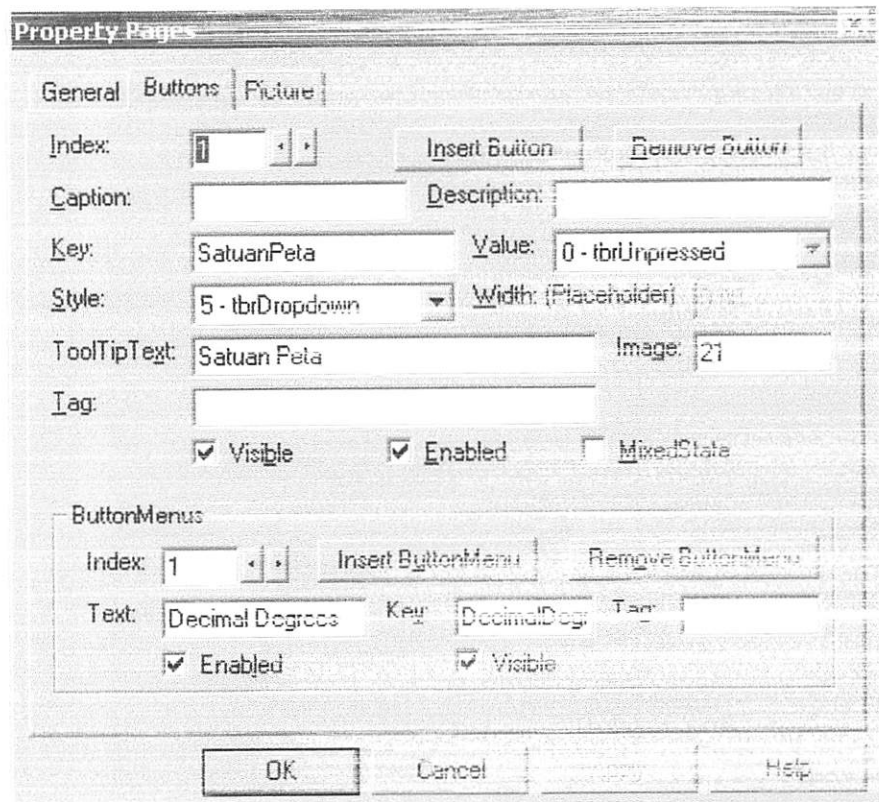 Property Pages
General Buttons Picture
Index: 1 Insert Button Remove Button
Caption: Description:
Key: SatuanPeta Value: 0 - tbrUnpressed
Style: 5 - tbrDropdown Width: (Placeholder)
ToolTipText: Satuan Peta Image: 21
Tag:
Visible Enabled MixedState
ButtonMenus
Index: 1 Insert ButtonMenu Remove ButtonMenu
Text: Decimal Degrees Key: DecimalDegr Tag:
Enabled Visible
OK Cancel Help